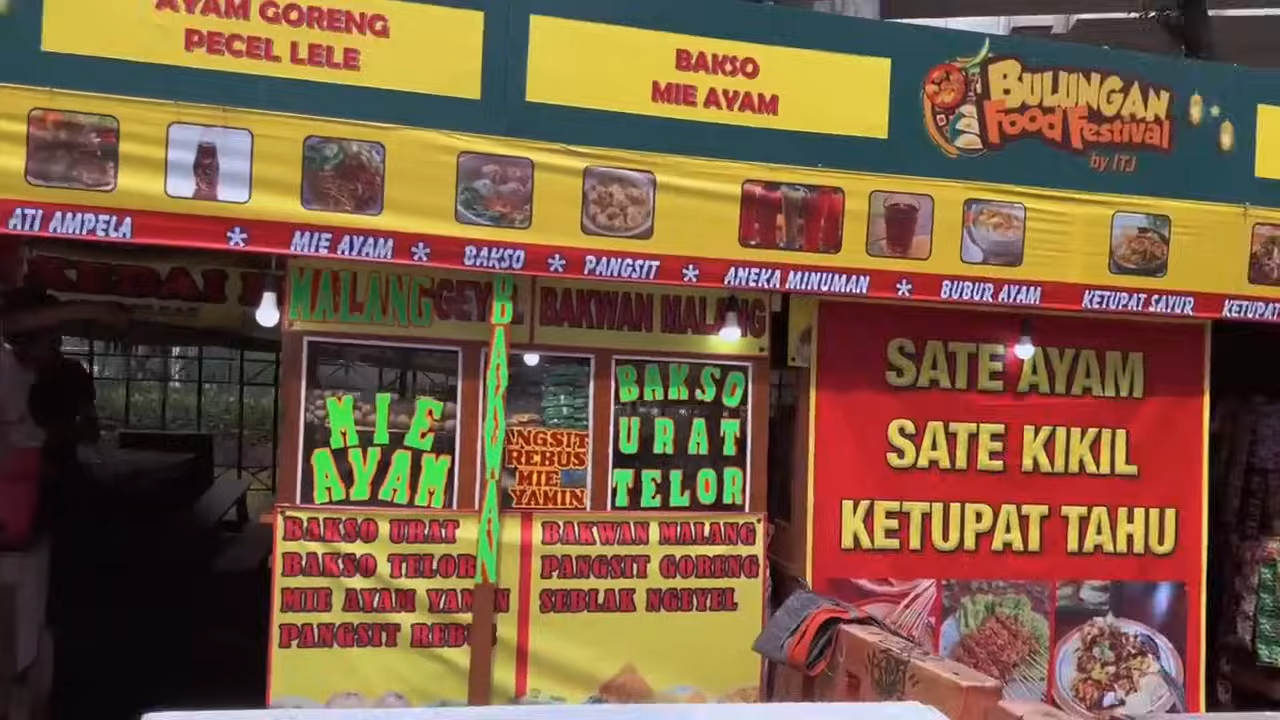 AYAM GORENG
PECEL LELE
BAKSO
MIE AYAM
BULUNGAN
Food Festival
by ITJ
ATI AMPELA * MIE AYAM * BAKSO * PANGSIT * ANEKA MINUMAN * BUBUR AYAM KETUPAT SAYUR KETUPAT
KEDAI
MALANG
BAKWAN MALANG
BAKWAN
MIE
AYAM
PANGSIT
REBUS
MIE
YAMIN
BAKSO
URAT
TELOR
BAKSO URAT
BAKSO TELOR
MIE AYAM YAMIN
PANGSIT REBUS
BAKWAN MALANG
PANGSIT GORENG
SEBLAK NGEYEL
SATE AYAM
SATE KIKIL
KETUPAT TAHU